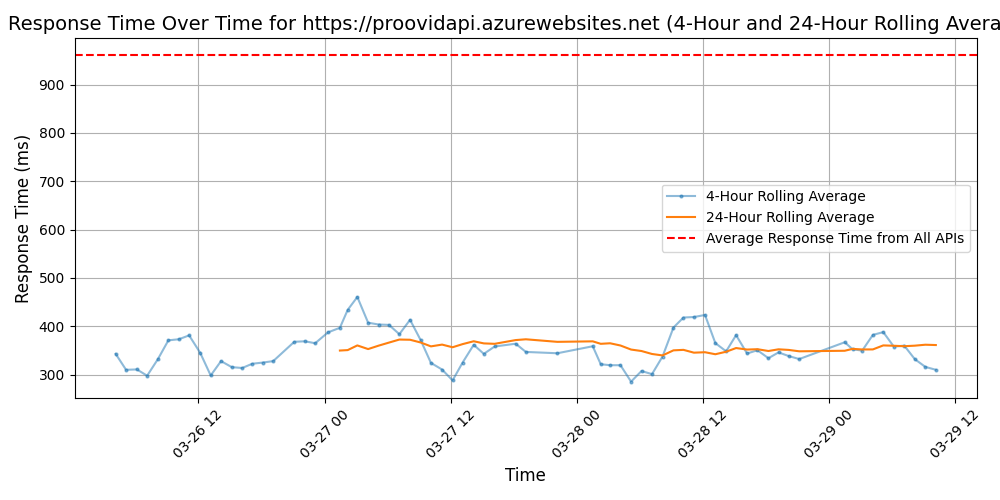 Response Time Over Time for https://proovidapi.azurewebsites.net (4-Hour and 24-Hour Rolling Avera
Response Time (ms)
900
800
700
600
500
400
300
4-Hour Rolling Average
24-Hour Rolling Average
Average Response Time from All APIs
03-26 12
03-27 00
03-27 12
03-28 00
03-28 12
03-29 00
03-29 12
Time